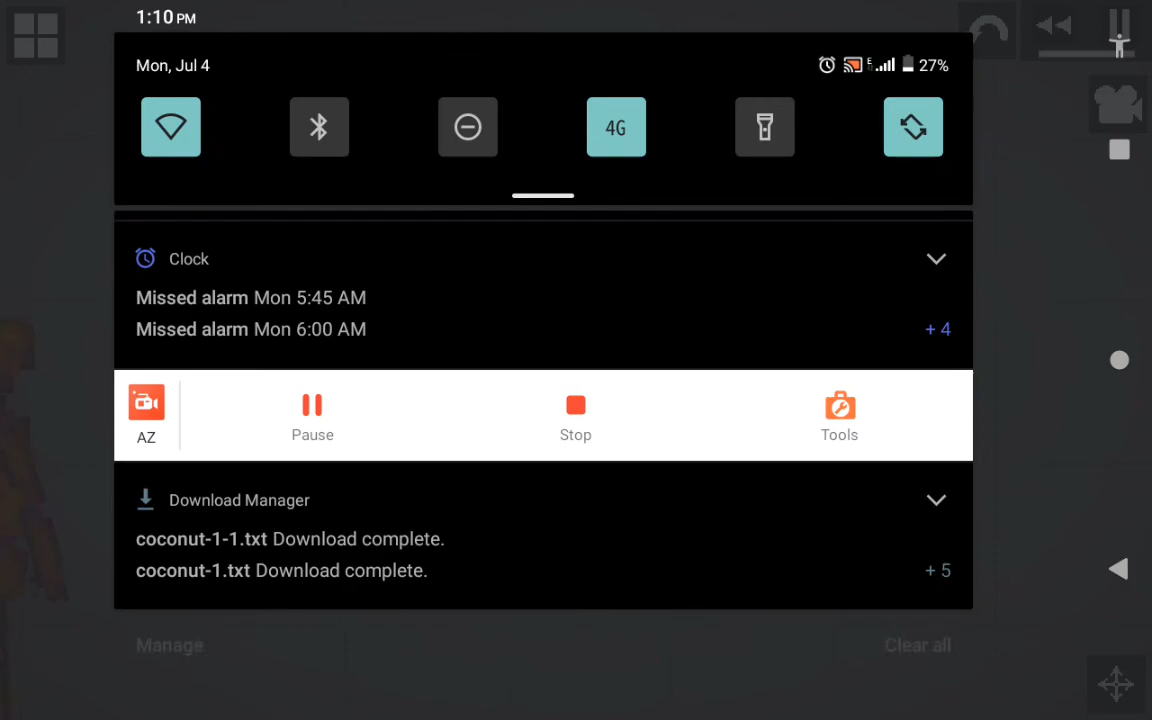 1:10 PM
Mon, Jul 4
E
27%
4G
Clock
Missed alarm Mon 5:45 AM
Missed alarm Mon 6:00 AM
+ 4
AZ
Pause
Stop
Tools
Download Manager
coconut-1-1.txt Download complete.
coconut-1.txt Download complete.
+ 5
Manage
Clear all